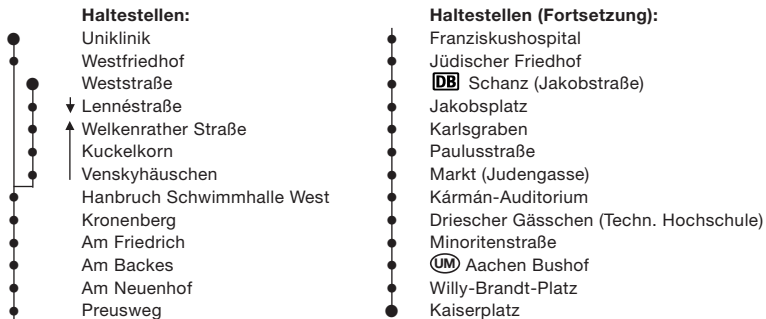 Haltestellen:
Uniklinik
Westfriedhof
Weststraße
Lennéstraße
Welkenrather Straße
Kuckelkorn
Venskyhäuschen
Hanbruch Schwimmhalle West
Kronenberg
Am Friedrich
Am Backes
Am Neuenhof
Preusweg
Haltestellen (Fortsetzung):
Franziskushospital
Jüdischer Friedhof
DB Schanz (Jakobstraße)
Jakobsplatz
Karlsgraben
Paulusstraße
Markt (Judengasse)
Kármán-Auditorium
Driescher Gässchen (Techn. Hochschule)
Minoritenstraße
UM Aachen Bushof
Willy-Brandt-Platz
Kaiserplatz